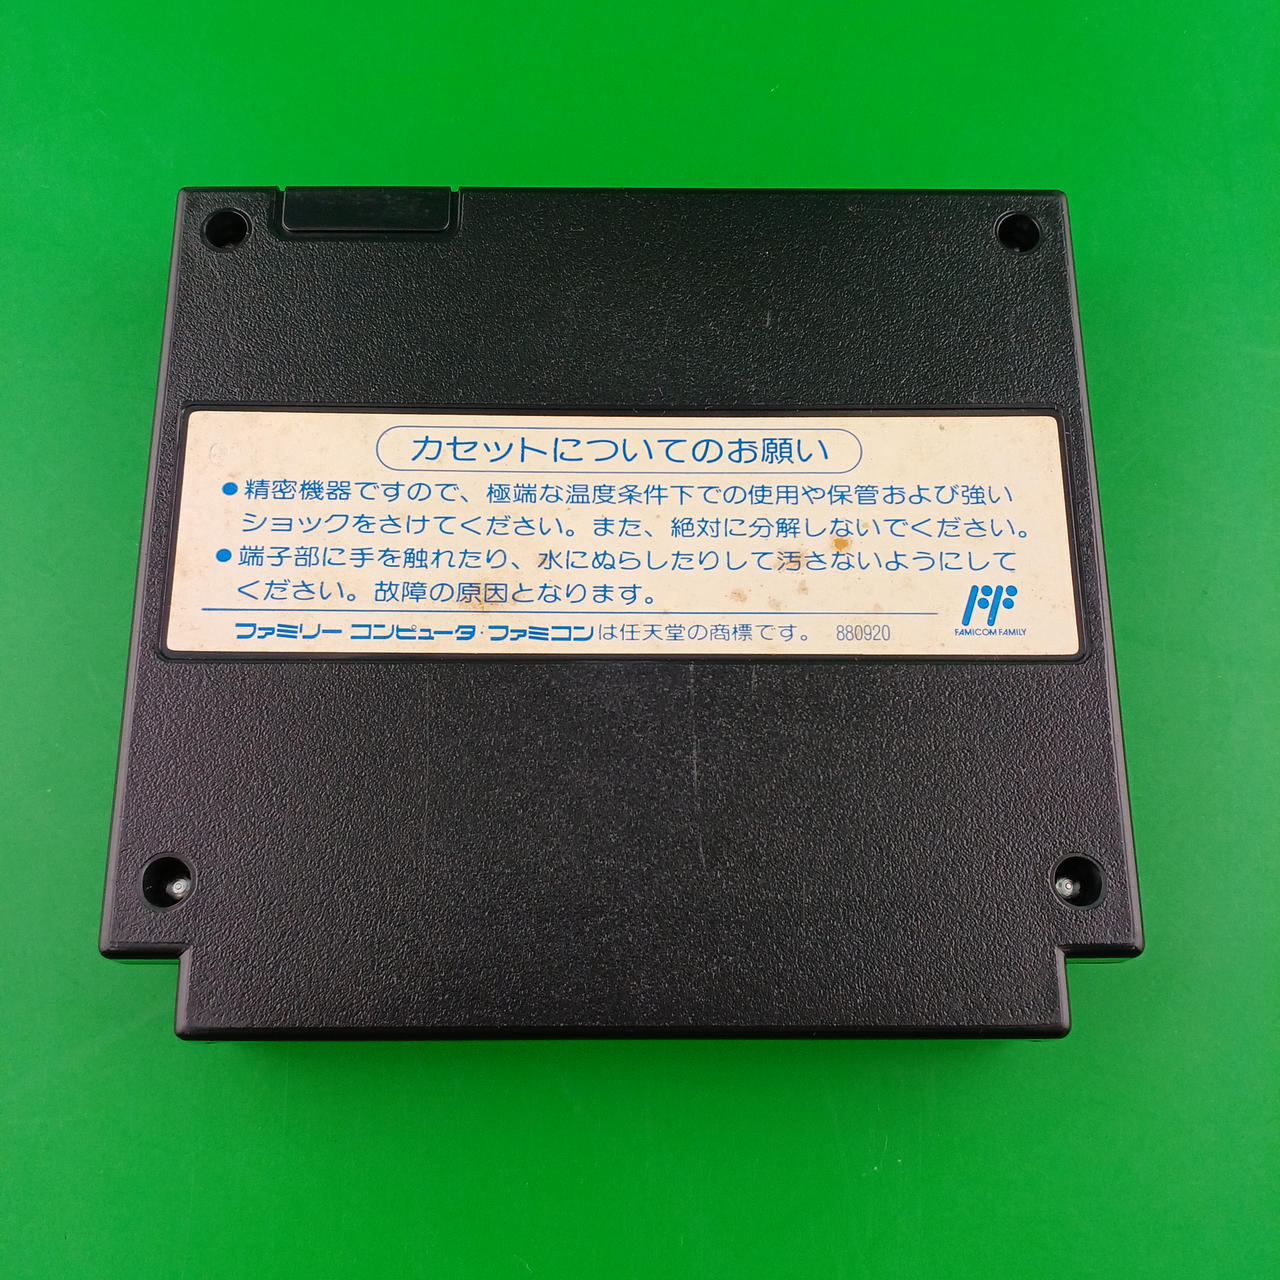 カセットについてのお願い
●精密機器ですので、極端な温度条件下での使用や保管および強い
ショックをさけてください。また、絶対に分解しないでください。
●端子部に手を触れたり、水にぬらしたりして汚さないようにして
ください。故障の原因となります。
FF
FAMICOM FAMILY
ファミリーコンピュータ・ファミコンは任天堂の商標です。 880920